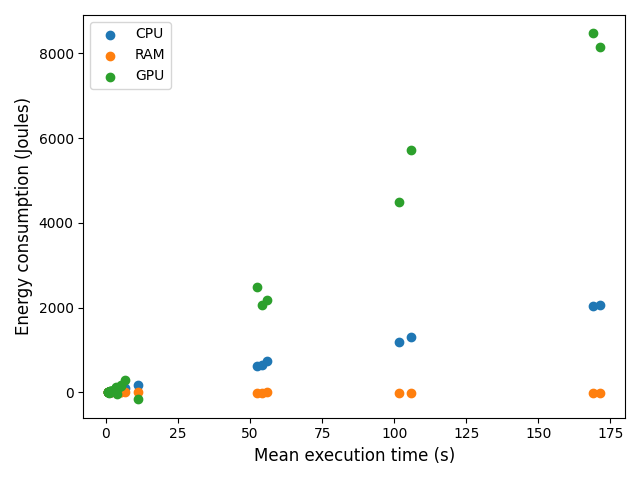 CPU
RAM
GPU
8000
6000
4000
2000
0
Energy consumption (Joules)
0 25 50 75 100 125 150 175
Mean execution time (s)